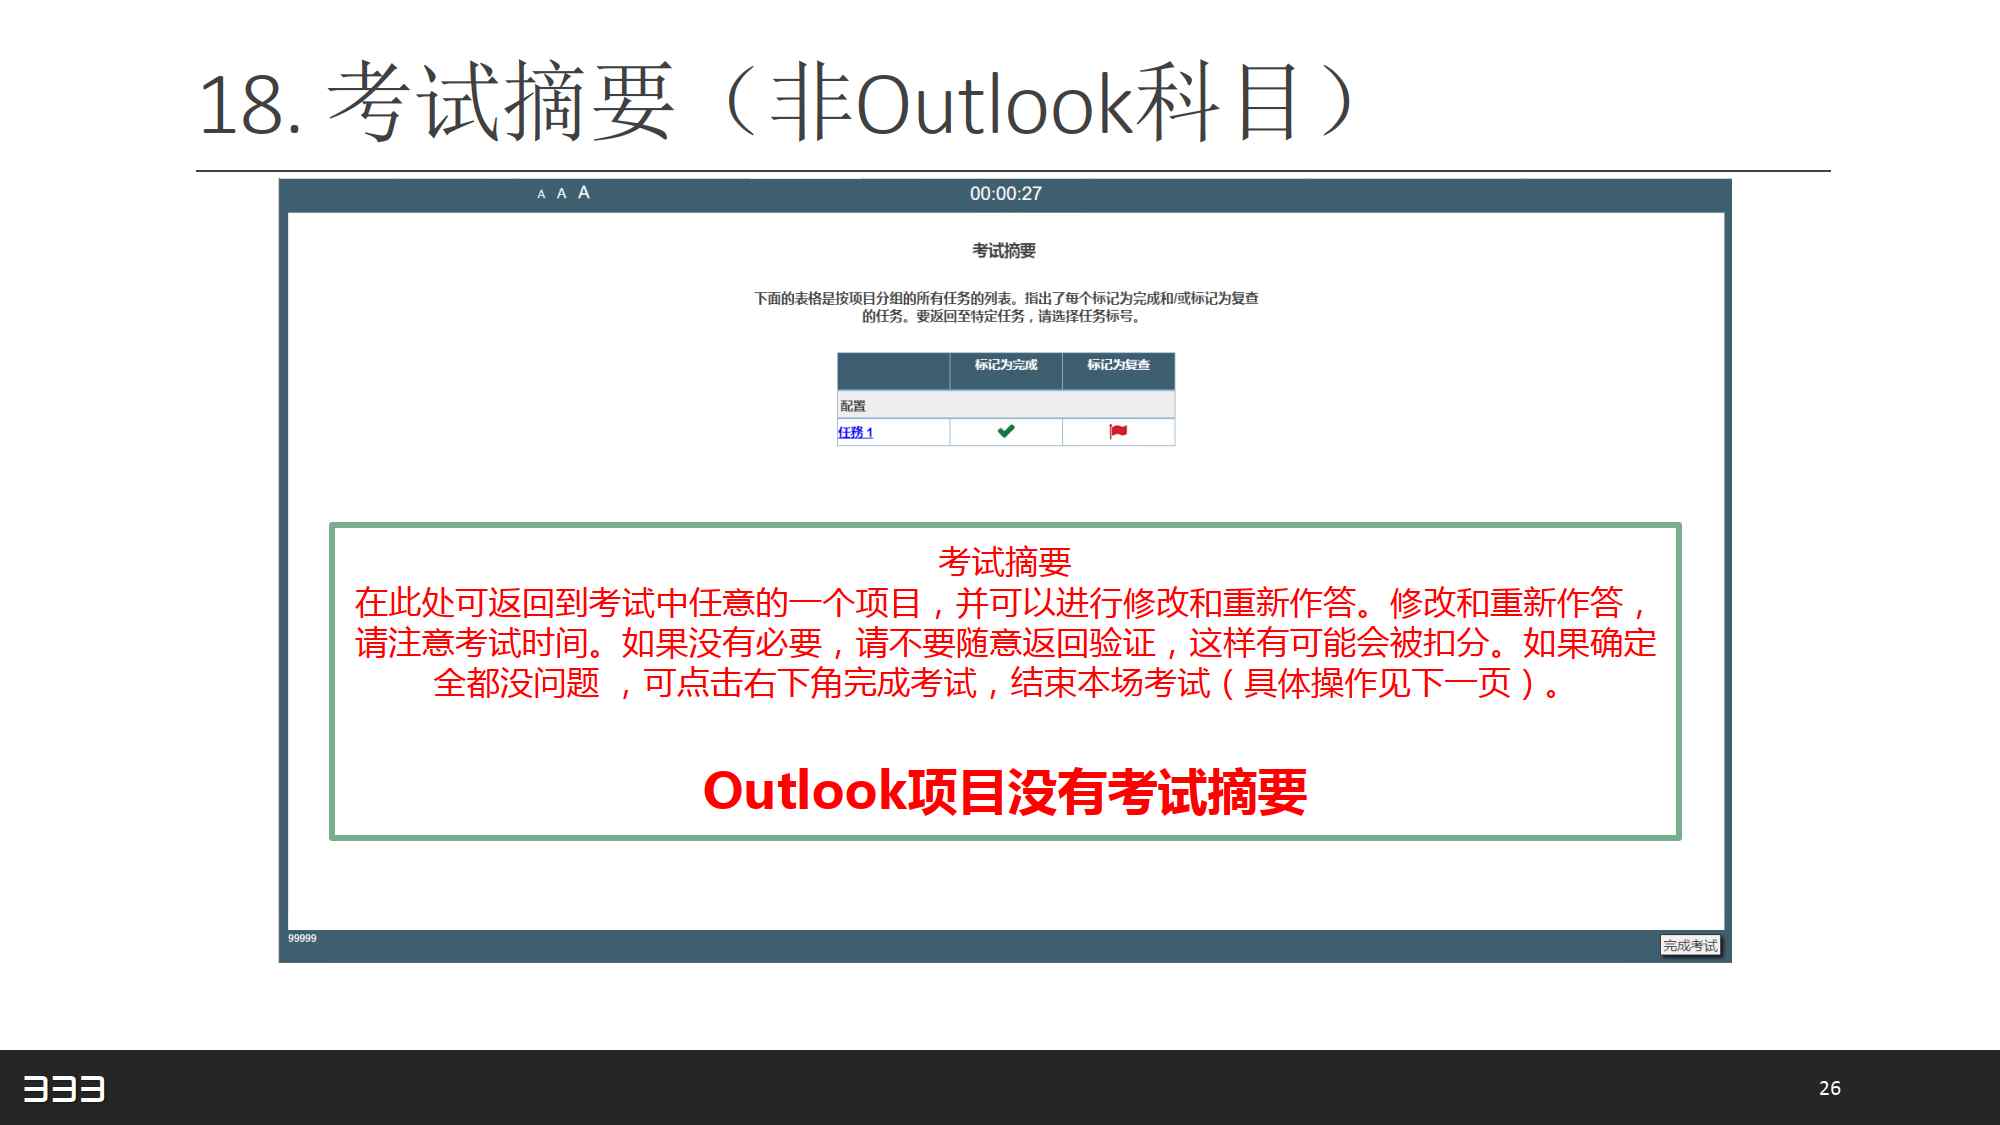 18. 考试摘要（非Outlook科目）
A A A
00:00:27
考试摘要
下面的表格是按项目分组的所有任务的列表。指出了每个标记为完成和/或标记为复查
的任务。要返回至特定任务，请选择任务标号。
标记为完成 标记为复查
配置
任務 1
考试摘要
在此处可返回到考试中任意的一个项目，并可以进行修改和重新作答。修改和重新作答，
请注意考试时间。如果没有必要，请不要随意返回验证，这样有可能会被扣分。如果确定
全都没问题 ，可点击右下角完成考试，结束本场考试（具体操作见下一页）。
Outlook项目没有考试摘要
99999
完成考试
333
26